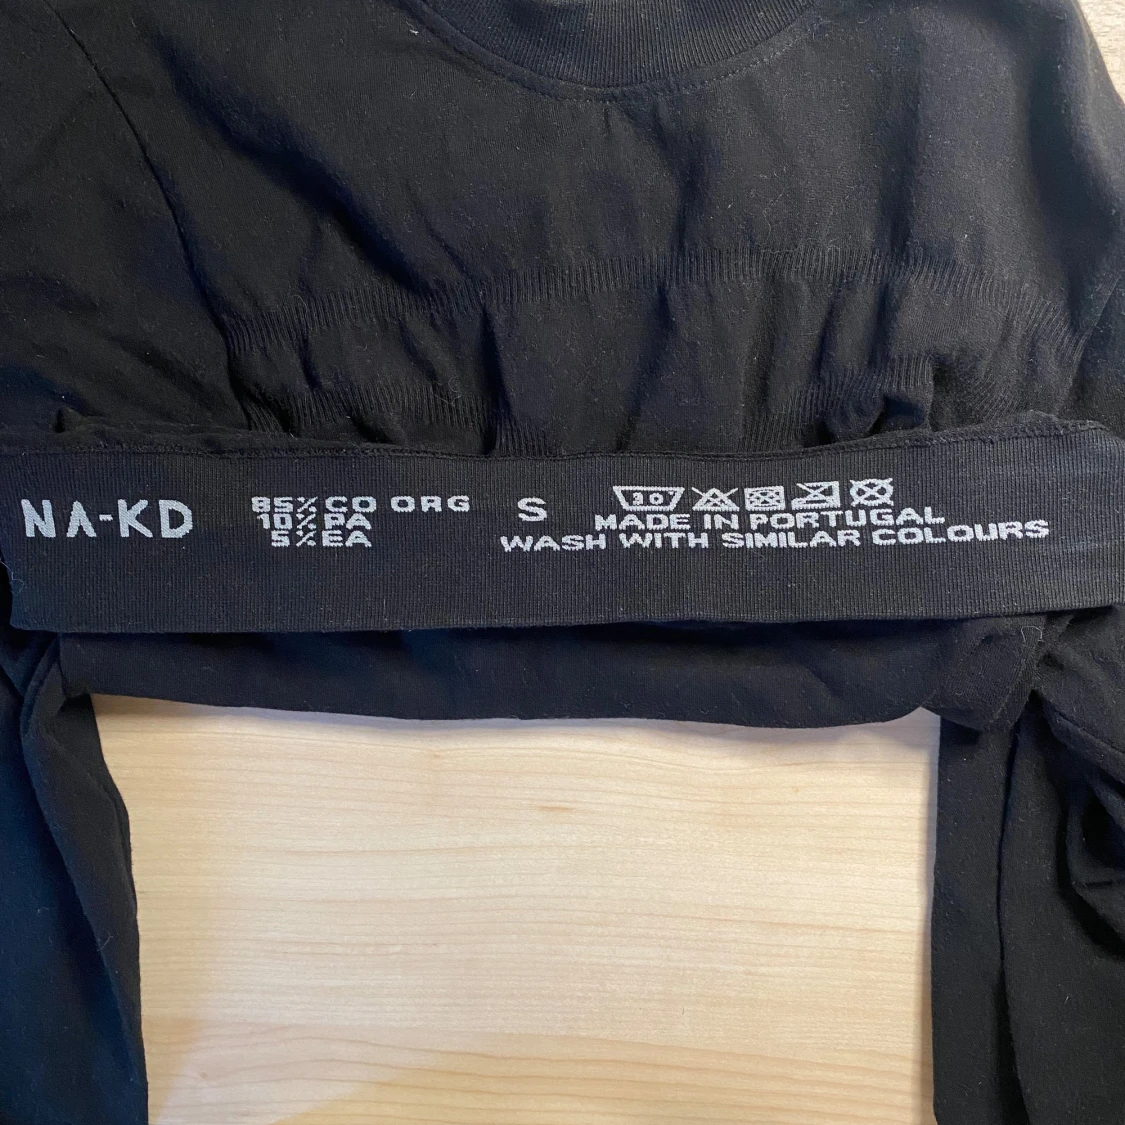 NA-KD
85% CO ORG
10% PA
5% EA
S
30
MADE IN PORTUGAL
WASH WITH SIMILAR COLOURS